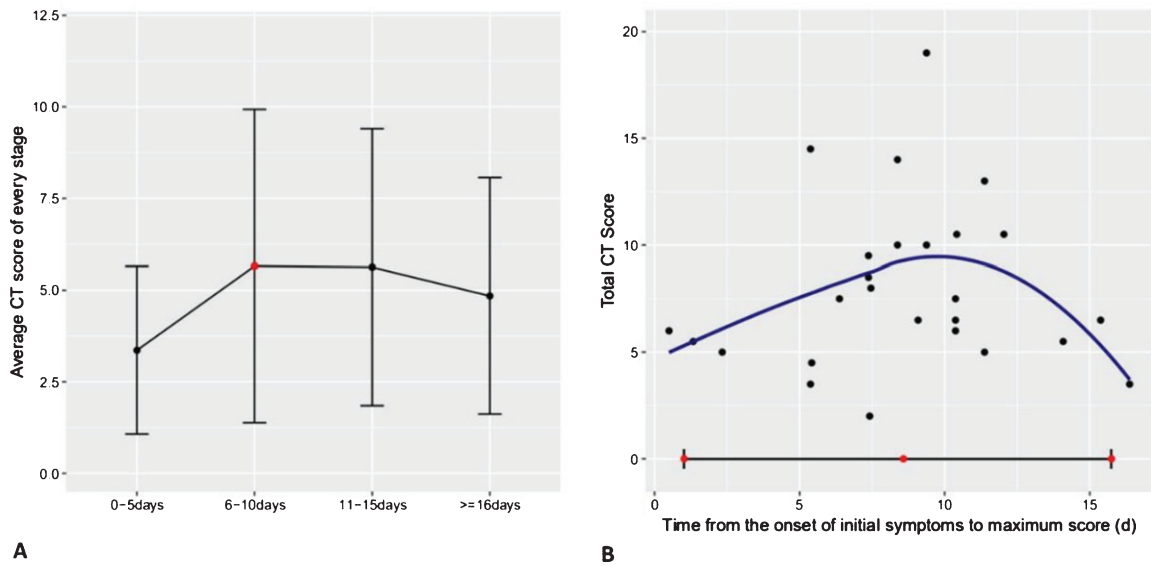 Average CT score of every stage
12.5
10 0
7.5
5.0
2.5
0 0
0-5days
6-10days
11-15days
>=16days
A
Total CT Score
20
15
10
5
0
0
5
10
15
Time from the onset of initial symptoms to maximum score (d)
B